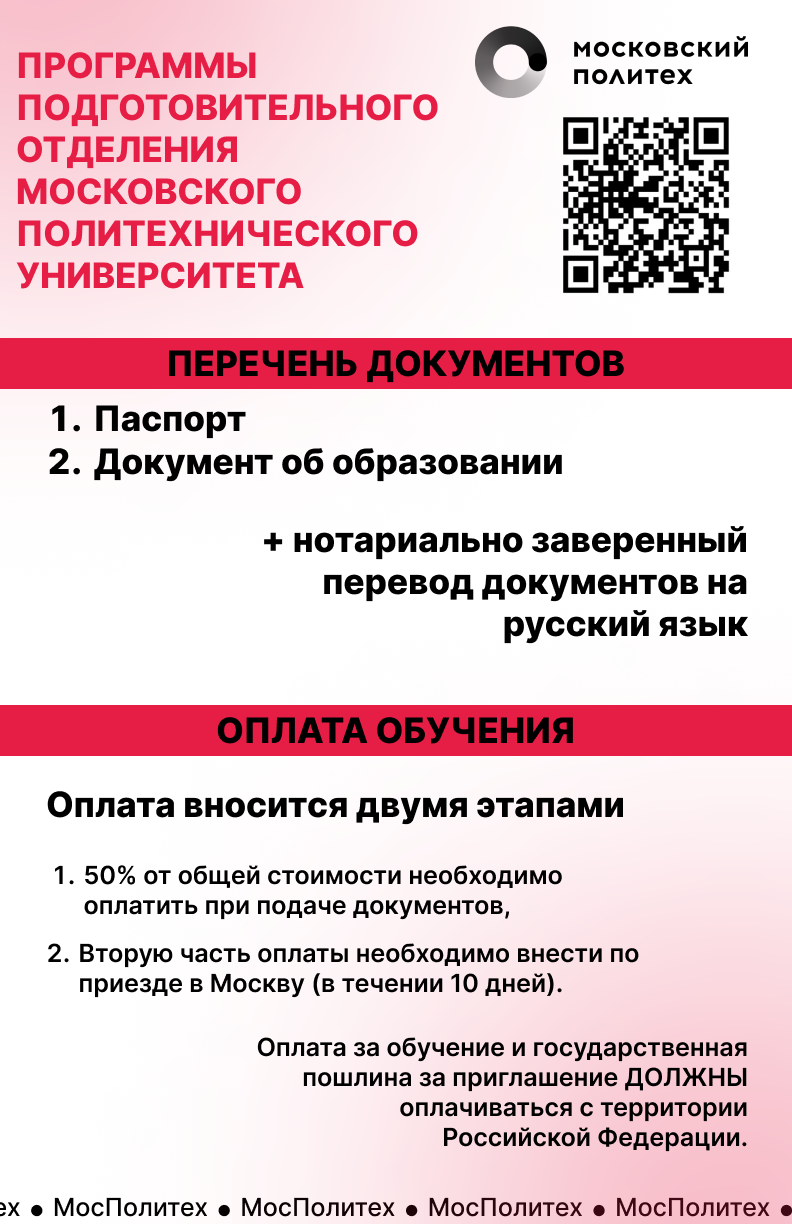 ПРОГРАММЫ
ПОДГОТОВИТЕЛЬНОГО
ОТДЕЛЕНИЯ
МОСКОВСКОГО
ПОЛИТЕХНИЧЕСКОГО
УНИВЕРСИТЕТА
московский
политех
ПЕРЕЧЕНЬ ДОКУМЕНТОВ
1. Паспорт
2. Документ об образовании
+ нотариально заверенный
перевод документов на
русский язык
ОПЛАТА ОБУЧЕНИЯ
Оплата вносится двумя этапами
1. 50% от общей стоимости необходимо
оплатить при подаче документов,
2. Вторую часть оплаты необходимо внести по
приезде в Москву (в течении 10 дней).
Оплата за обучение и государственная
пошлина за приглашение ДОЛЖНЫ
оплачиваться с территории
Российской Федерации.
ех ● МосПолитех ● МосПолитех ● МосПолитех ● МосПолитех ●